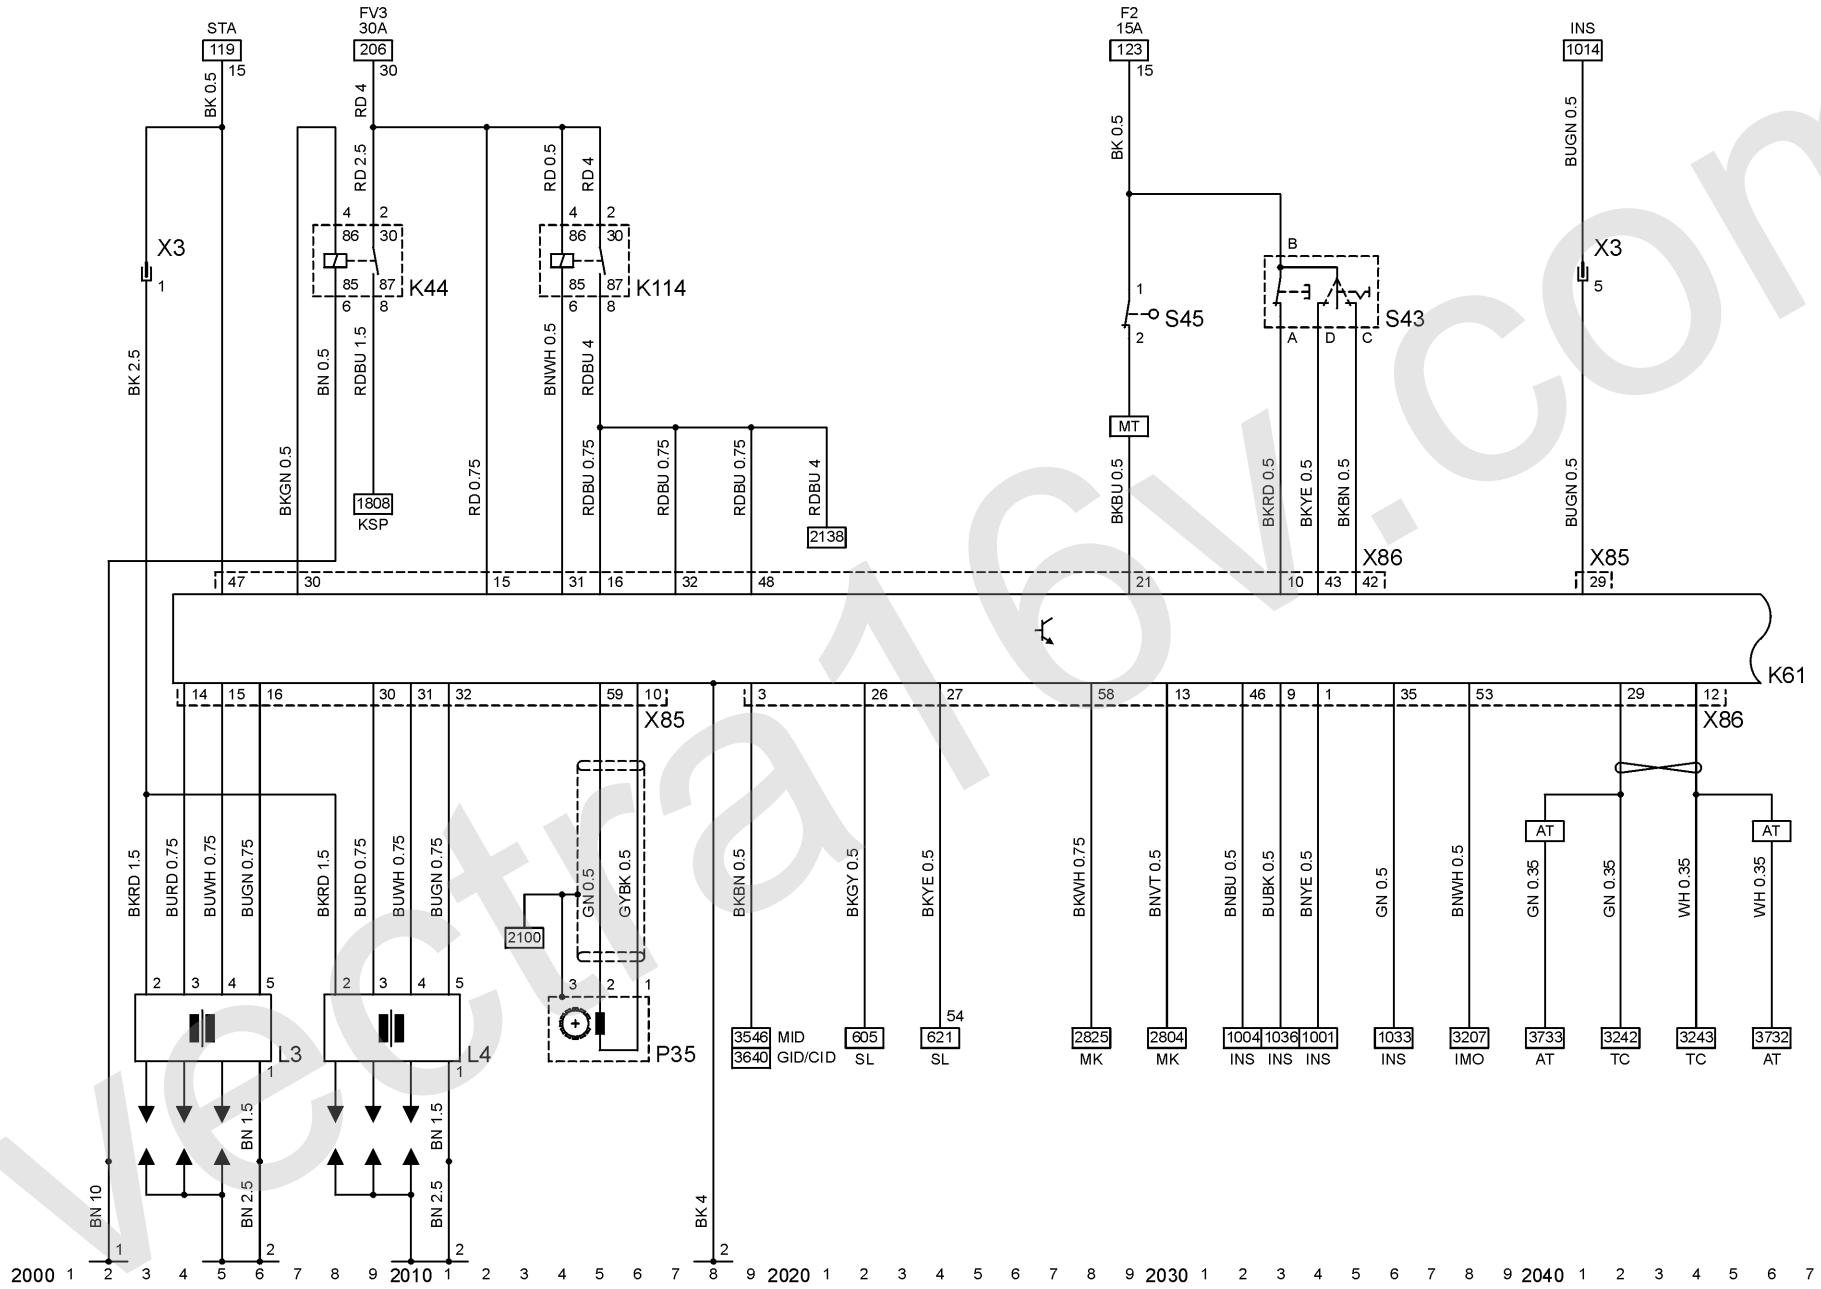 FV3
F2
STA
30A
15A
INS
119
206
123
1014
15
30
15
BK 0.5
RD 4
BK 0.5
BUGN 0.5
RD 2.5
RD 0.5
RD 4
4
2
4
2
86
30
86
30
B
X3
1
85
87
K44
85
87
K114
1
X3
5
6
8
6
8
S45
S43
2
A
D
C
BK 2.5
BN 0.5
RDBU 1.5
BNWH 0.5
RDBU 4
MT
BKGN 0.5
RD 0.75
RDBU 0.75
RDBU 0.75
RDBU 0.75
RDBU 4
BKBU 0.5
BKRD 0.5
BKYE 0.5
BKBN 0.5
BUGN 0.5
1808
KSP
2138
X86
X85
47
30
15
31
16
32
48
21
10
43
42
29
K61
14
15
16
30
31
32
59
10
3
26
27
58
13
46
9
1
35
53
29
12
X85
X86
AT
AT
BKRD 1.5
BURD 0.75
BUWH 0.75
BUGN 0.75
BKRD 1.5
BURD 0.75
BUWH 0.75
BUGN 0.75
GN 0.5
GYBK 0.5
BKBN 0.5
BKGY 0.5
BKYE 0.5
BKWH 0.75
BNVT 0.5
BNBU 0.5
BUBK 0.5
BNYE 0.5
GN 0.5
BNWH 0.5
GN 0.35
GN 0.35
WH 0.35
WH 0.35
2100
2
3
4
5
2
3
4
5
3
2
1
54
3546 MID
605
621
2825
2804
1004
1036
1001
1033
3207
3733
3242
3243
3732
L3
L4
P35
3640 GID/CID
SL
SL
MK
MK
INS
INS
INS
INS
IMO
AT
TC
TC
AT
1
1
BN 1.5
BN 1.5
BN 10
BN 2.5
BN 2.5
BK 4
1
2
2
2
2000 1 2 3 4 5 6 7 8 9 2010 1 2 3 4 5 6 7 8 9 2020 1 2 3 4 5 6 7 8 9 2030 1 2 3 4 5 6 7 8 9 2040 1 2 3 4 5 6 7
vectra16v.com